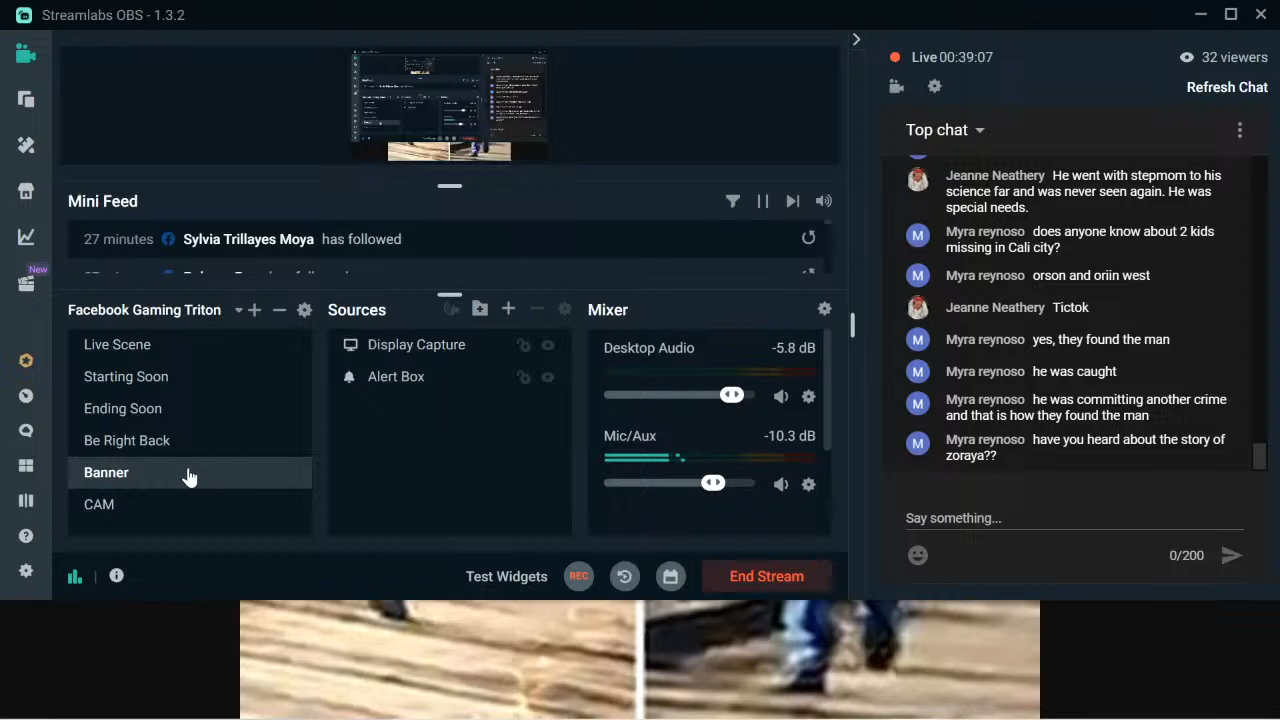 Streamlabs OBS - 1.3.2
New
Mini Feed
27 minutes Sylvia Trillayes Moya has followed
Facebook Gaming Triton
Live Scene
Starting Soon
Ending Soon
Be Right Back
Banner
CAM
Sources
Display Capture
Alert Box
Mixer
Desktop Audio -5.8 dB
Mic/Aux -10.3 dB
Test Widgets
REC
End Stream
Live 00:39:07
32 viewers
Refresh Chat
Top chat
Jeanne Neathery He went with stepmom to his
science far and was never seen again. He was
special needs.
Myra reynoso does anyone know about 2 kids
missing in Cali city?
Myra reynoso orson and oriin west
Jeanne Neathery Tictok
Myra reynoso yes, they found the man
Myra reynoso he was caught
Myra reynoso he was committing another crime
and that is how they found the man
Myra reynoso have you heard about the story of
zoraya??
Say something...
0/200